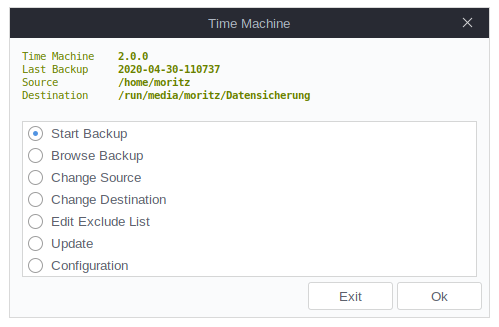 Time Machine
Time Machine 2.0.0
Last Backup 2020-04-30-110737
Source /home/moritz
Destination /run/media/moritz/Datensicherung
Start Backup
Browse Backup
Change Source
Change Destination
Edit Exclude List
Update
Configuration
Exit Ok